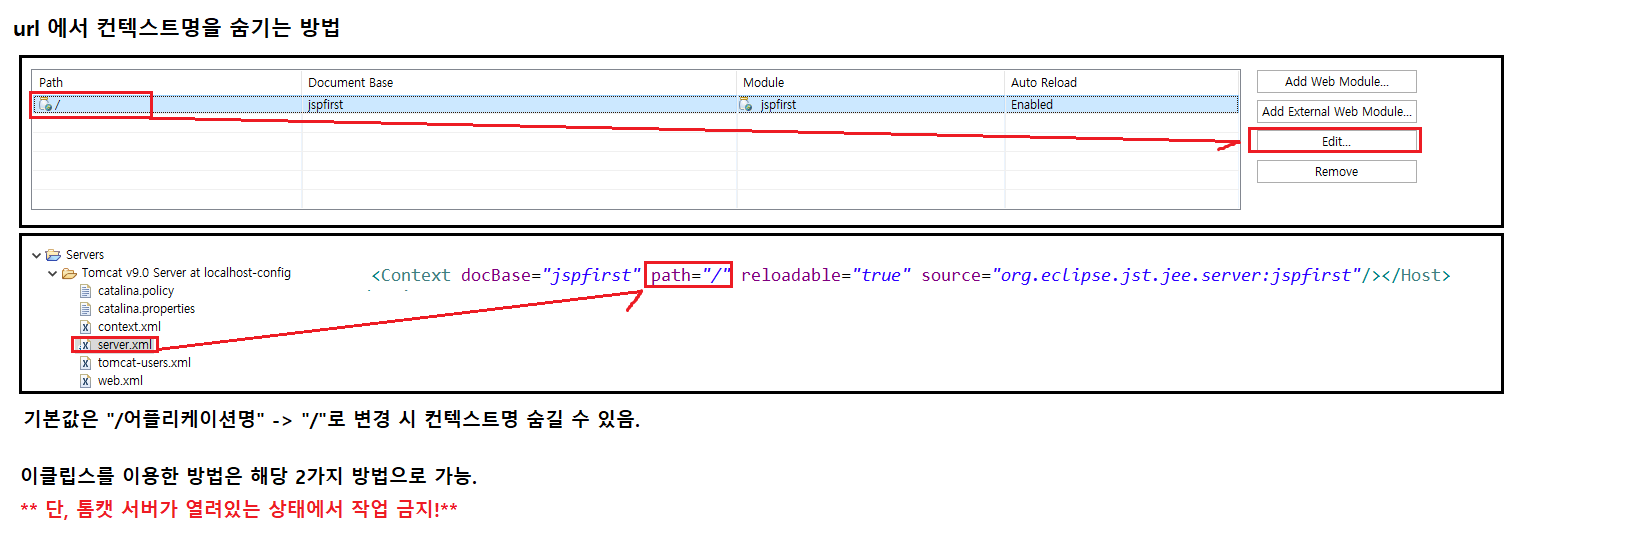 url 에서 컨텍스트명을 숨기는 방법
Path Document Base Module Auto Reload
/ jspfirst jspfirst Enabled
Add Web Module...
Add External Web Module...
Edit...
Remove
Servers
Tomcat v9.0 Server at localhost-config
catalina.policy
catalina.properties
context.xml
server.xml
tomcat-users.xml
web.xml
<Context docBase="jspfirst" path="/" reloadable="true" source="org.eclipse.jst.jee.server:jspfirst"/></Host>
기본값은 "/어플리케이션명" -> "/"로 변경 시 컨텍스트명 숨길 수 있음.
이클립스를 이용한 방법은 해당 2가지 방법으로 가능.
** 단, 톰캣 서버가 열려있는 상태에서 작업 금지!**